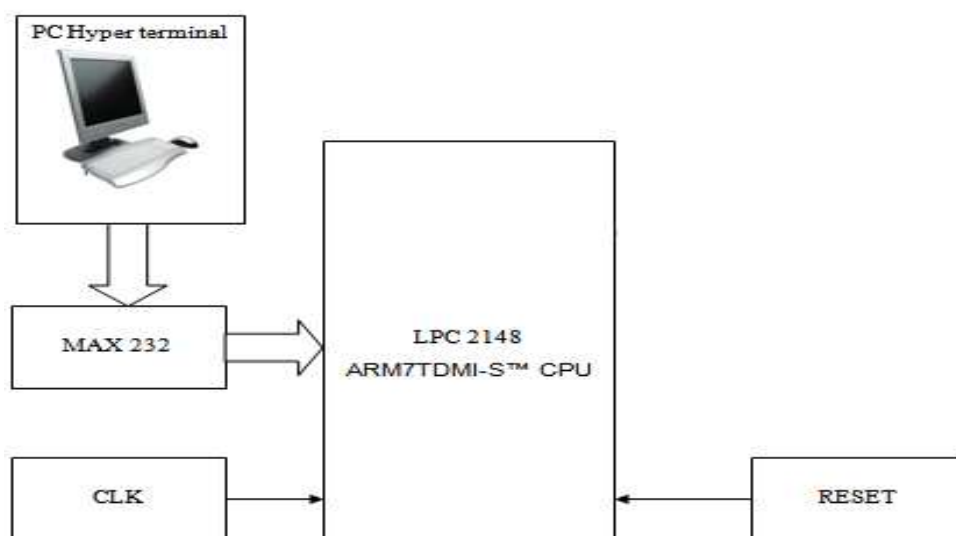 PC Hyper terminal
MAX 232
LPC 2148
ARM7TDMI-S™ CPU
CLK
RESET